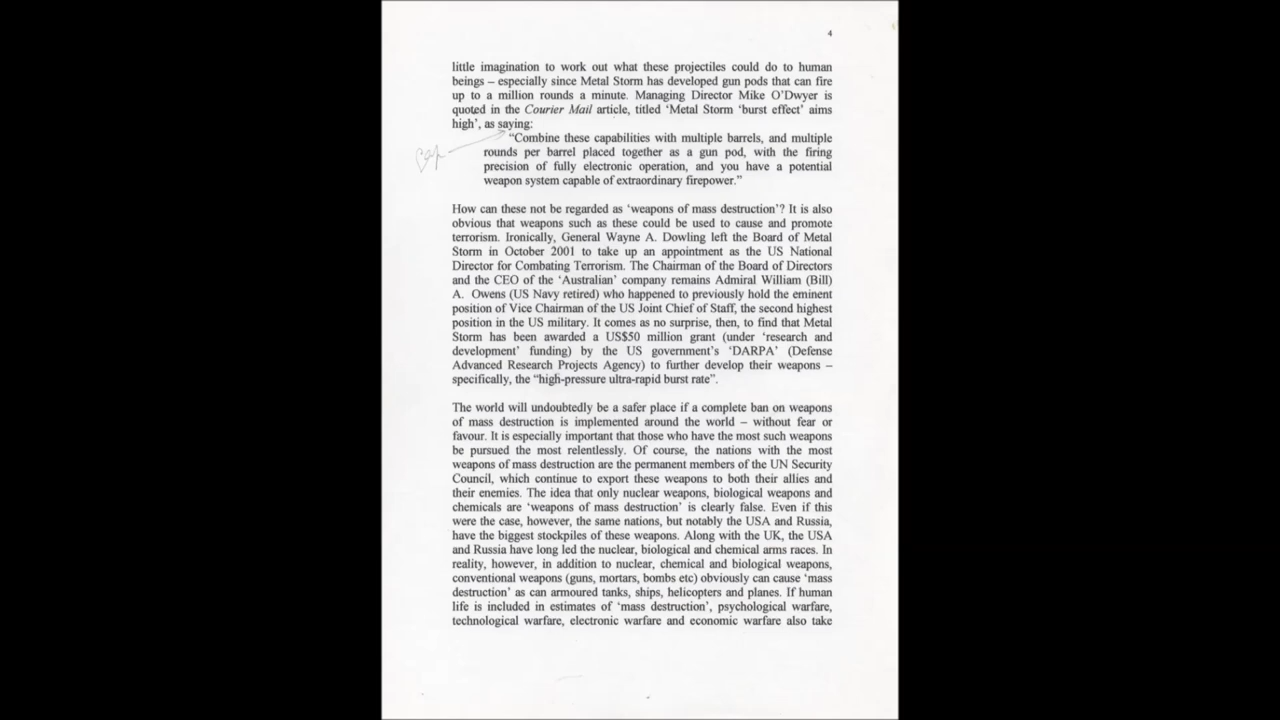 4
little imagination to work out what these projectiles could do to human
beings – especially since Metal Storm has developed gun pods that can fire
up to a million rounds a minute. Managing Director Mike O'Dwyer is
quoted in the Courier Mail article, titled 'Metal Storm 'burst effect' aims
high', as saying:
"Combine these capabilities with multiple barrels, and multiple
rounds per barrel placed together as a gun pod, with the firing
precision of fully electronic operation, and you have a potential
weapon system capable of extraordinary firepower."
How can these not be regarded as 'weapons of mass destruction'? It is also
obvious that weapons such as these could be used to cause and promote
terrorism. Ironically, General Wayne A. Dowling left the Board of Metal
Storm in October 2001 to take up an appointment as the US National
Director for Combating Terrorism. The Chairman of the Board of Directors
and the CEO of the 'Australian' company remains Admiral William (Bill)
A. Owens (US Navy retired) who happened to previously hold the eminent
position of Vice Chairman of the US Joint Chief of Staff, the second highest
position in the US military. It comes as no surprise, then, to find that Metal
Storm has been awarded a US$50 million grant (under 'research and
development' funding) by the US government's 'DARPA' (Defense
Advanced Research Projects Agency) to further develop their weapons –
specifically, the "high-pressure ultra-rapid burst rate".
The world will undoubtedly be a safer place if a complete ban on weapons
of mass destruction is implemented around the world – without fear or
favour. It is especially important that those who have the most such weapons
be pursued the most relentlessly. Of course, the nations with the most
weapons of mass destruction are the permanent members of the UN Security
Council, which continue to export these weapons to both their allies and
their enemies. The idea that only nuclear weapons, biological weapons and
chemicals are 'weapons of mass destruction' is clearly false. Even if this
were the case, however, the same nations, but notably the USA and Russia,
have the biggest stockpiles of these weapons. Along with the UK, the USA
and Russia have long led the nuclear, biological and chemical arms races. In
reality, however, in addition to nuclear, chemical and biological weapons,
conventional weapons (guns, mortars, bombs etc) obviously can cause 'mass
destruction' as can armoured tanks, ships, helicopters and planes. If human
life is included in estimates of 'mass destruction', psychological warfare,
technological warfare, electronic warfare and economic warfare also take